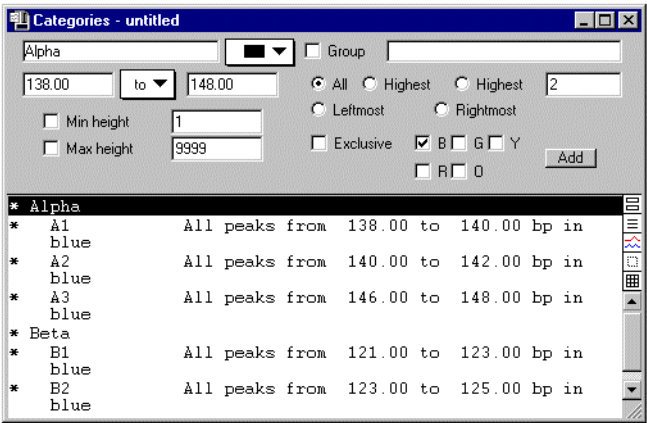 Categories - untitled
Alpha Group
138.00 to 148.00 All Highest Highest 2
Leftmost Rightmost
Min height 1
Max height 9999 Exclusive B G Y
R O Add
* Alpha
* A1 All peaks from 138.00 to 140.00 bp in
blue
* A2 All peaks from 140.00 to 142.00 bp in
blue
* A3 All peaks from 146.00 to 148.00 bp in
blue
* Beta
* B1 All peaks from 121.00 to 123.00 bp in
blue
* B2 All peaks from 123.00 to 125.00 bp in
blue